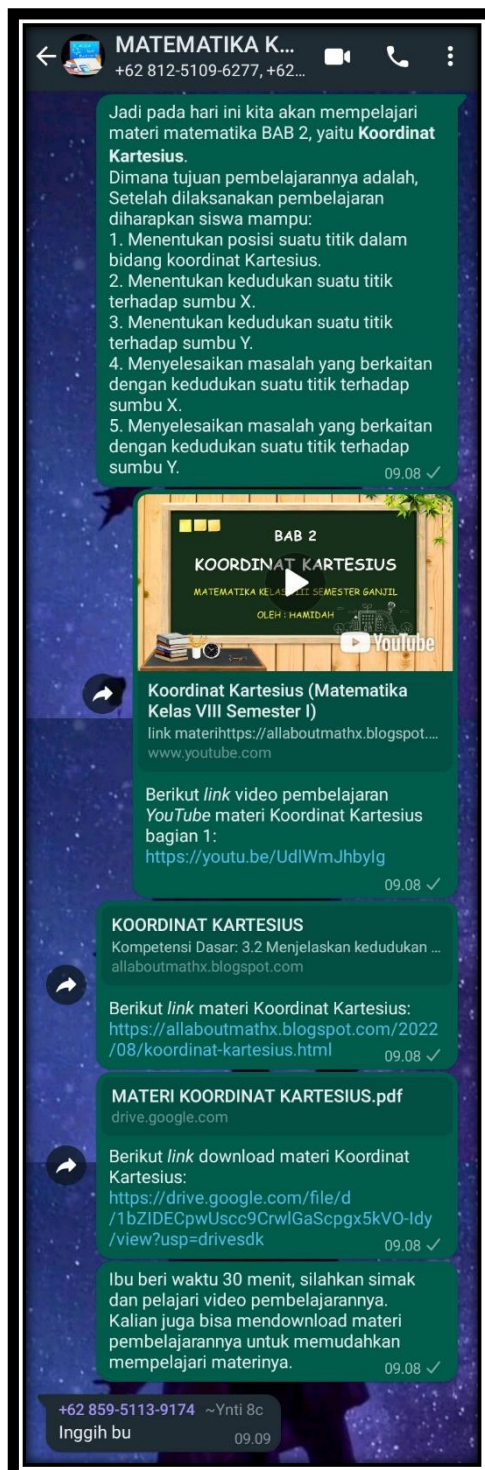 MATEMATIKA K...
+62 812-5109-6277, +62...
Jadi pada hari ini kita akan mempelajari
materi matematika BAB 2, yaitu Koordinat
Kartesius.
Dimana tujuan pembelajarannya adalah,
Setelah dilaksanakan pembelajaran
diharapkan siswa mampu:
1. Menentukan posisi suatu titik dalam
bidang koordinat Kartesius.
2. Menentukan kedudukan suatu titik
terhadap sumbu X.
3. Menentukan kedudukan suatu titik
terhadap sumbu Y.
4. Menyelesaikan masalah yang berkaitan
dengan kedudukan suatu titik terhadap
sumbu X.
5. Menyelesaikan masalah yang berkaitan
dengan kedudukan suatu titik terhadap
sumbu Y.
09.08
BAB 2
KOORDINAT KARTESIUS
MATEMATIKA KELAS VIII SEMESTER GANJIL
OLEH : HAMIDAH
YouTube
Koordinat Kartesius (Matematika
Kelas VIII Semester I)
link materihttps://allaboutmathx.blogspot....
www.youtube.com
Berikut link video pembelajaran
YouTube materi Koordinat Kartesius
bagian 1:
https://youtu.be/UdlWmJhbyIg
09.08
KOORDINAT KARTESIUS
Kompetensi Dasar: 3.2 Menjelaskan kedudukan ...
allaboutmathx.blogspot.com
Berikut link materi Koordinat Kartesius:
https://allaboutmathx.blogspot.com/2022
/08/koordinat-kartesius.html
09.08
MATERI KOORDINAT KARTESIUS.pdf
drive.google.com
Berikut link download materi Koordinat
Kartesius:
https://drive.google.com/file/d
/1bZIDECpwUscc9CrwlGaScpgx5kVO-Idy
/view?usp=drivesdk
09.08
Ibu beri waktu 30 menit, silahkan simak
dan pelajari video pembelajarannya.
Kalian juga bisa mendownload materi
pembelajarannya untuk memudahkan
mempelajari materinya.
09.08
+62 859-5113-9174 ~Ynti 8c
Inggih bu
09.09